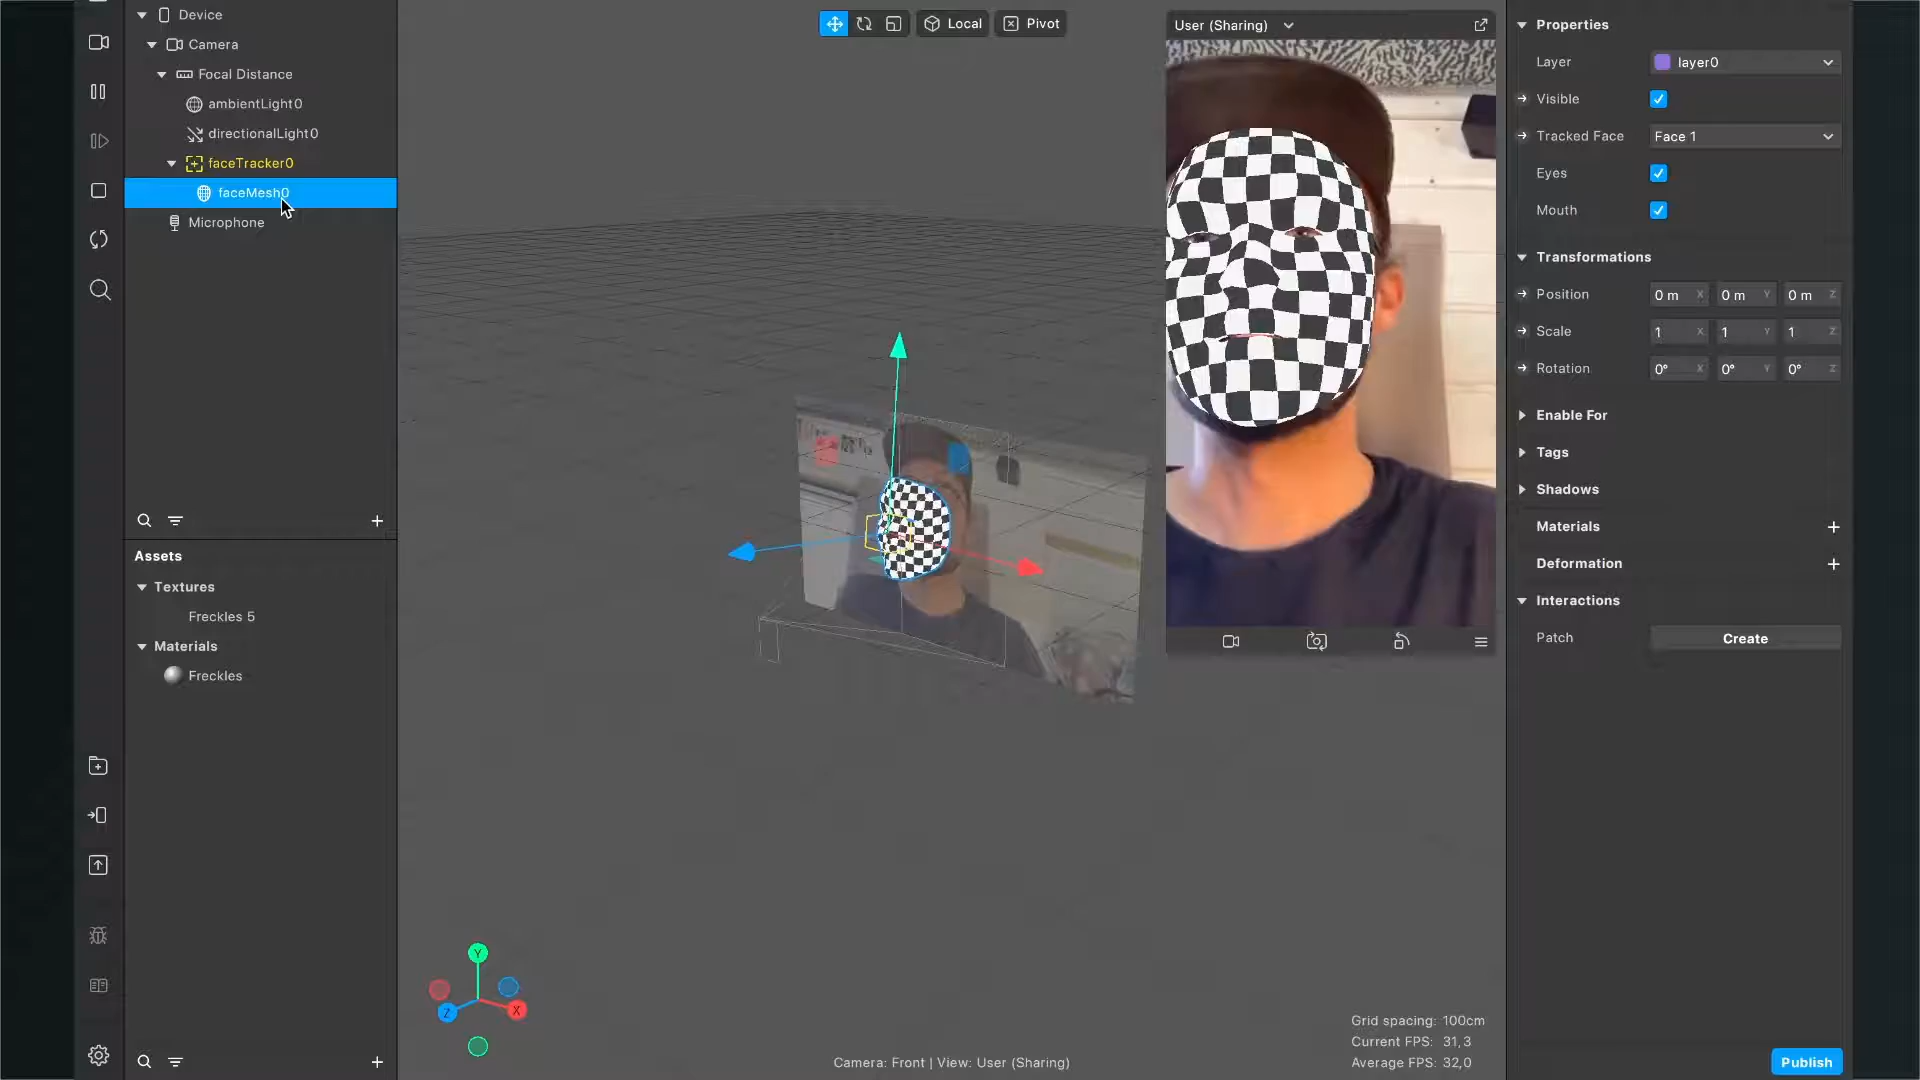 Device
Camera
Focal Distance
ambientLight0
directionalLight0
faceTracker0
faceMesh0
Microphone
Assets
Textures
Freckles 5
Materials
Freckles
Local
Pivot
User (Sharing)
Y
Z
X
Camera: Front | View: User (Sharing)
Grid spacing: 100cm
Current FPS: 31,3
Average FPS: 32,0
Properties
Layer layer0
Visible
Tracked Face Face 1
Eyes
Mouth
Transformations
Position 0 m X 0 m Y 0 m Z
Scale 1 X 1 Y 1 Z
Rotation 0° X 0° Y 0° Z
Enable For
Tags
Shadows
Materials
Deformation
Interactions
Patch Create
Publish